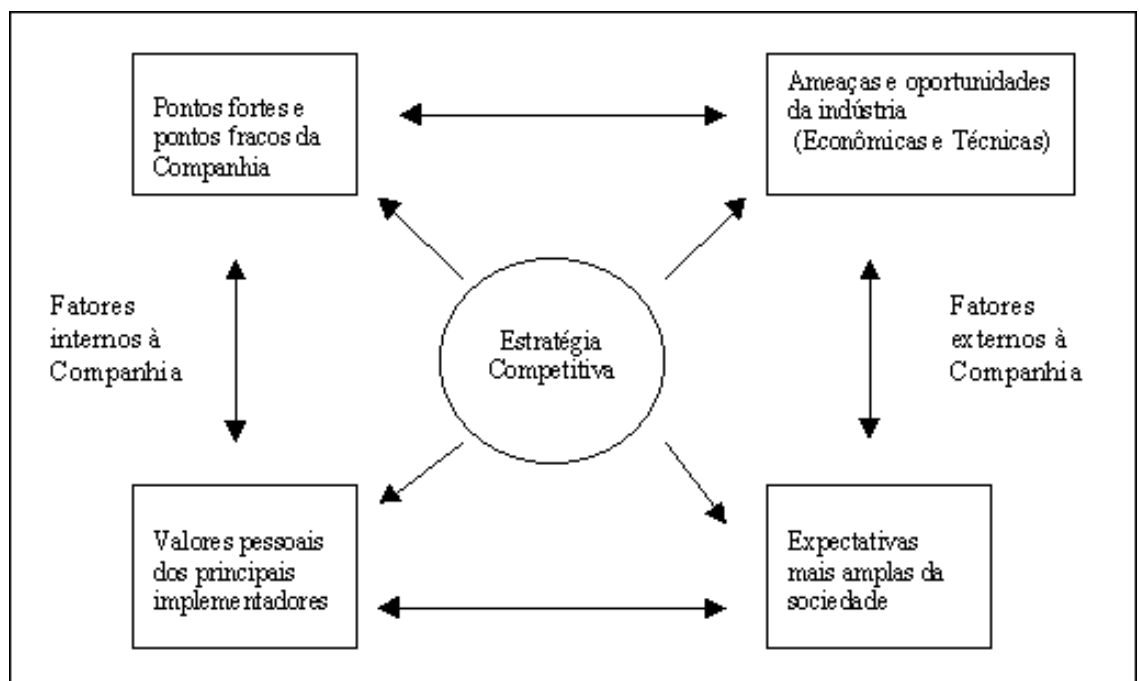 Pontos fortes e
pontos fracos da
Companhia
Ameaças e oportunidades
da indústria
(Econômicas e Técnicas)
Fatores
internos à
Companhia
Estratégia
Competitiva
Fatores
externos à
Companhia
Valores pessoais
dos principais
implementadores
Expectativas
mais amplas da
sociedade